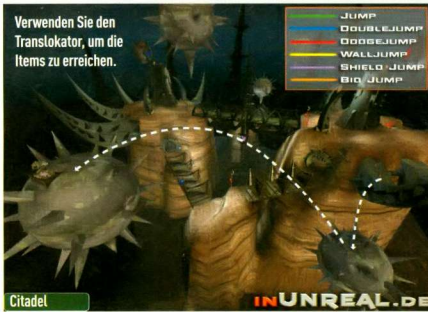 Verwenden Sie den
Translokator, um die
Items zu erreichen.
JUMP
DOUBLEJUMP
DODGEJUMP
WALLJUMP
SHIELD JUMP
BIO JUMP
Citadel
INUNREAL.DE